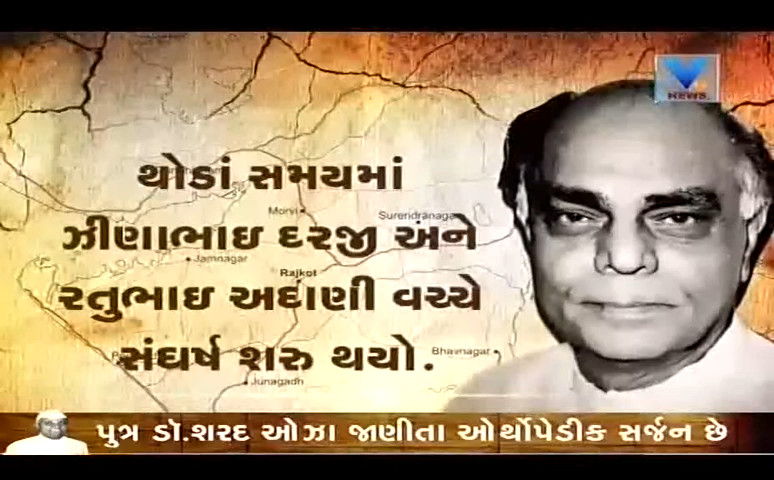 NEWS
થોડાં સમયમાં
Morvi
Surendranagar
ઝીણાભાઇ દરજી અને
Jamnagar
Rajkot
રતુભાઇ અદાણી વચ્ચે
સંઘર્ષ શરુ થયો.
Bhavnagar
Junagadh
પુત્ર ડૉ.શરદ ઓઝા જાણીતા ઓર્થોપેડીક સર્જન છે